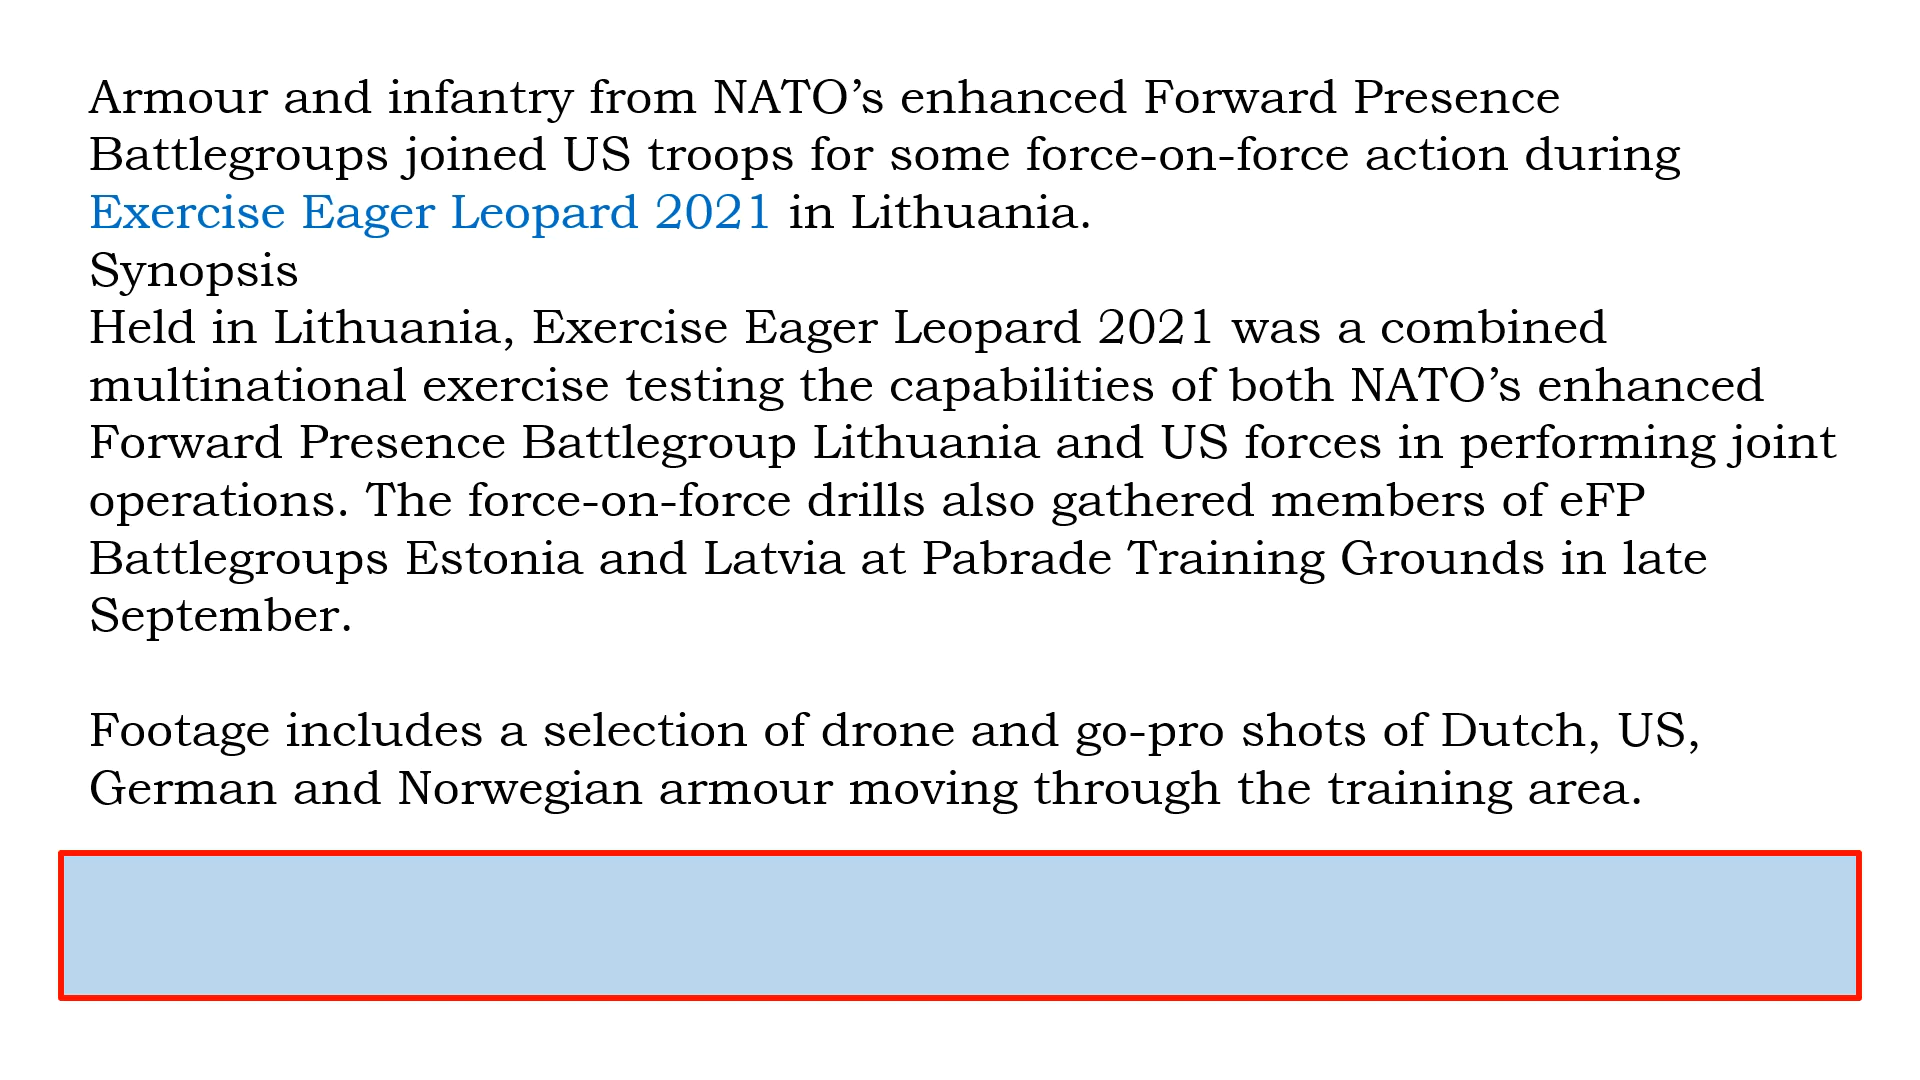 Armour and infantry from NATO’s enhanced Forward Presence
Battlegroups joined US troops for some force-on-force action during
Exercise Eager Leopard 2021 in Lithuania.
Synopsis
Held in Lithuania, Exercise Eager Leopard 2021 was a combined
multinational exercise testing the capabilities of both NATO’s enhanced
Forward Presence Battlegroup Lithuania and US forces in performing joint
operations. The force-on-force drills also gathered members of eFP
Battlegroups Estonia and Latvia at Pabrade Training Grounds in late
September.
Footage includes a selection of drone and go-pro shots of Dutch, US,
German and Norwegian armour moving through the training area.